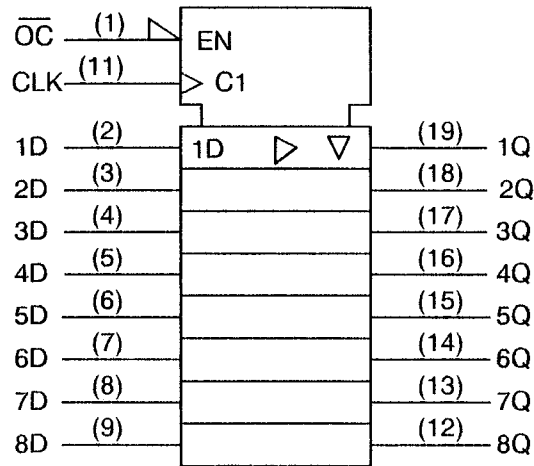 O̅C̅ (1) EN
CLK (11) C1
1D (2) 1D (19) 1Q
2D (3) (18) 2Q
3D (4) (17) 3Q
4D (5) (16) 4Q
5D (6) (15) 5Q
6D (7) (14) 6Q
7D (8) (13) 7Q
8D (9) (12) 8Q